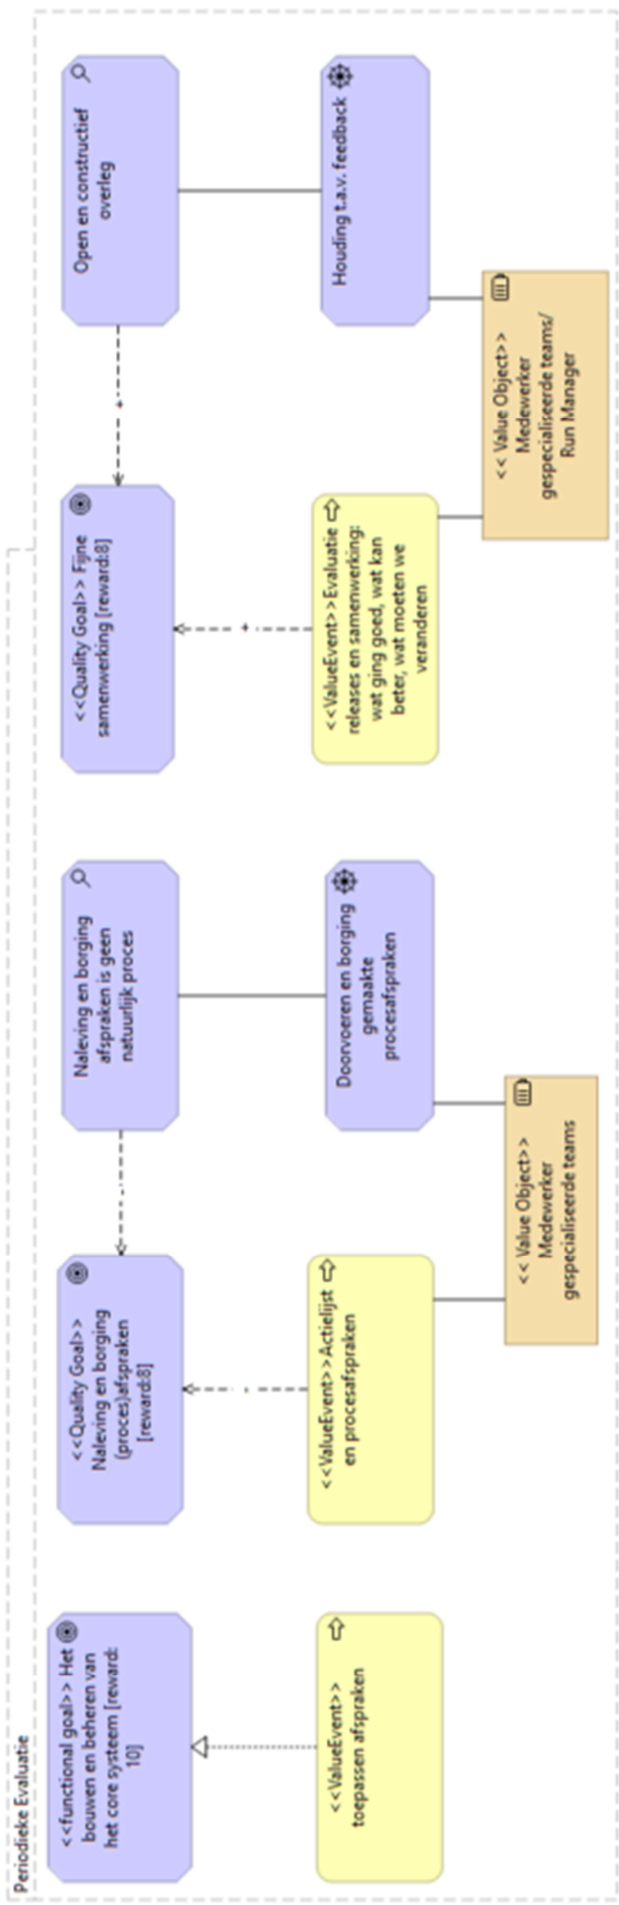 Periodieke Evaluatie
<<functional goal>> Het
bouwen en beheren van
het core systeem [reward:
10]
<<Quality Goal>>
Naleving en borging
(proces)afspraken
[reward:8]
Naleving en borging
afspraken is geen
natuurlijk proces
<<Quality Goal>> Fijne
samenwerking [reward:8]
Open en constructief
overleg
<<ValueEvent>>
toepassen afspraken
<<ValueEvent>>Actielijst
en procesafspraken
Doorvoeren en borging
gemaakte
procesafspraken
<<ValueEvent>>Evaluatie
releases en samenwerking:
wat ging goed, wat kan
beter, wat moeten we
veranderen
Houding t.a.v. feedback
<< Value Object>>
Medewerker
gespecialiseerde teams
<< Value Object>>
Medewerker
gespecialiseerde teams/
Run Manager